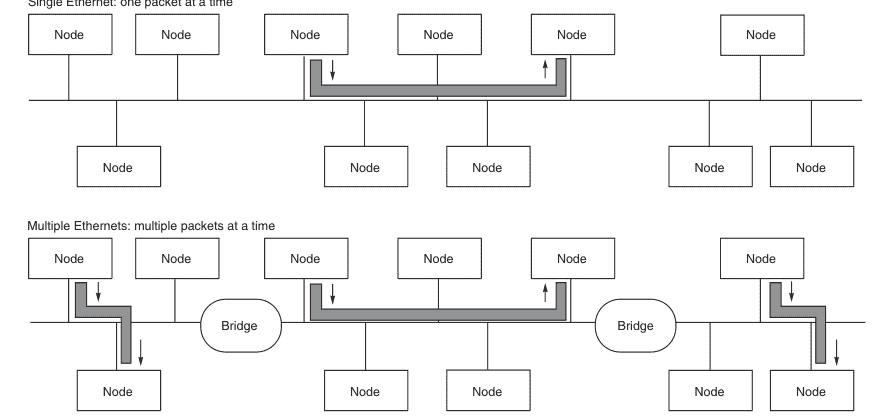 Single Ethernet: one packet at a time
Node Node Node Node Node Node
Node Node Node Node Node
Multiple Ethernets: multiple packets at a time
Node Node Node Node Node Node
Bridge Bridge
Node Node Node Node Node